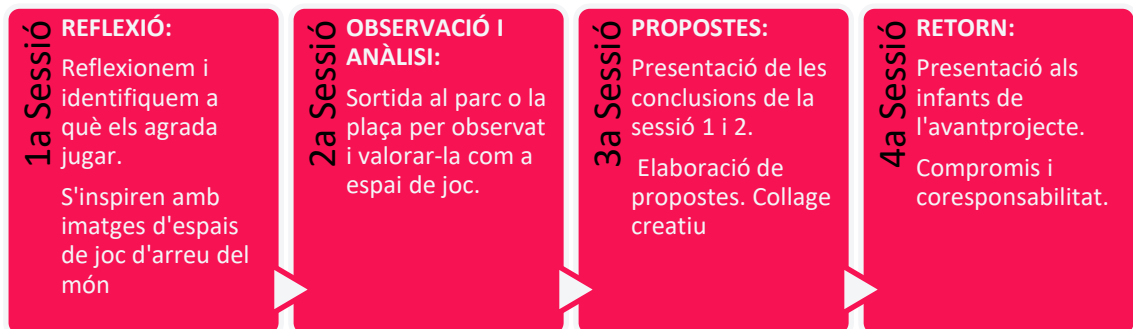 1a Sessió
REFLEXIÓ:
Reflexionem i
identifiquem a
què els agrada
jugar.
S'inspiren amb
imatges d'espais
de joc d'arreu del
món
2a Sessió
OBSERVACIÓ I
ANÀLISI:
Sortida al parc o la
plaça per observat
i valorar-la com a
espai de joc.
3a Sessió
PROPOSTES:
Presentació de les
conclusions de la
sessió 1 i 2.
Elaboració de
propostes. Collage
creatiu
4a Sessió
RETORN:
Presentació als
infants de
l'avantprojecte.
Compromis i
coresponsabilitat.